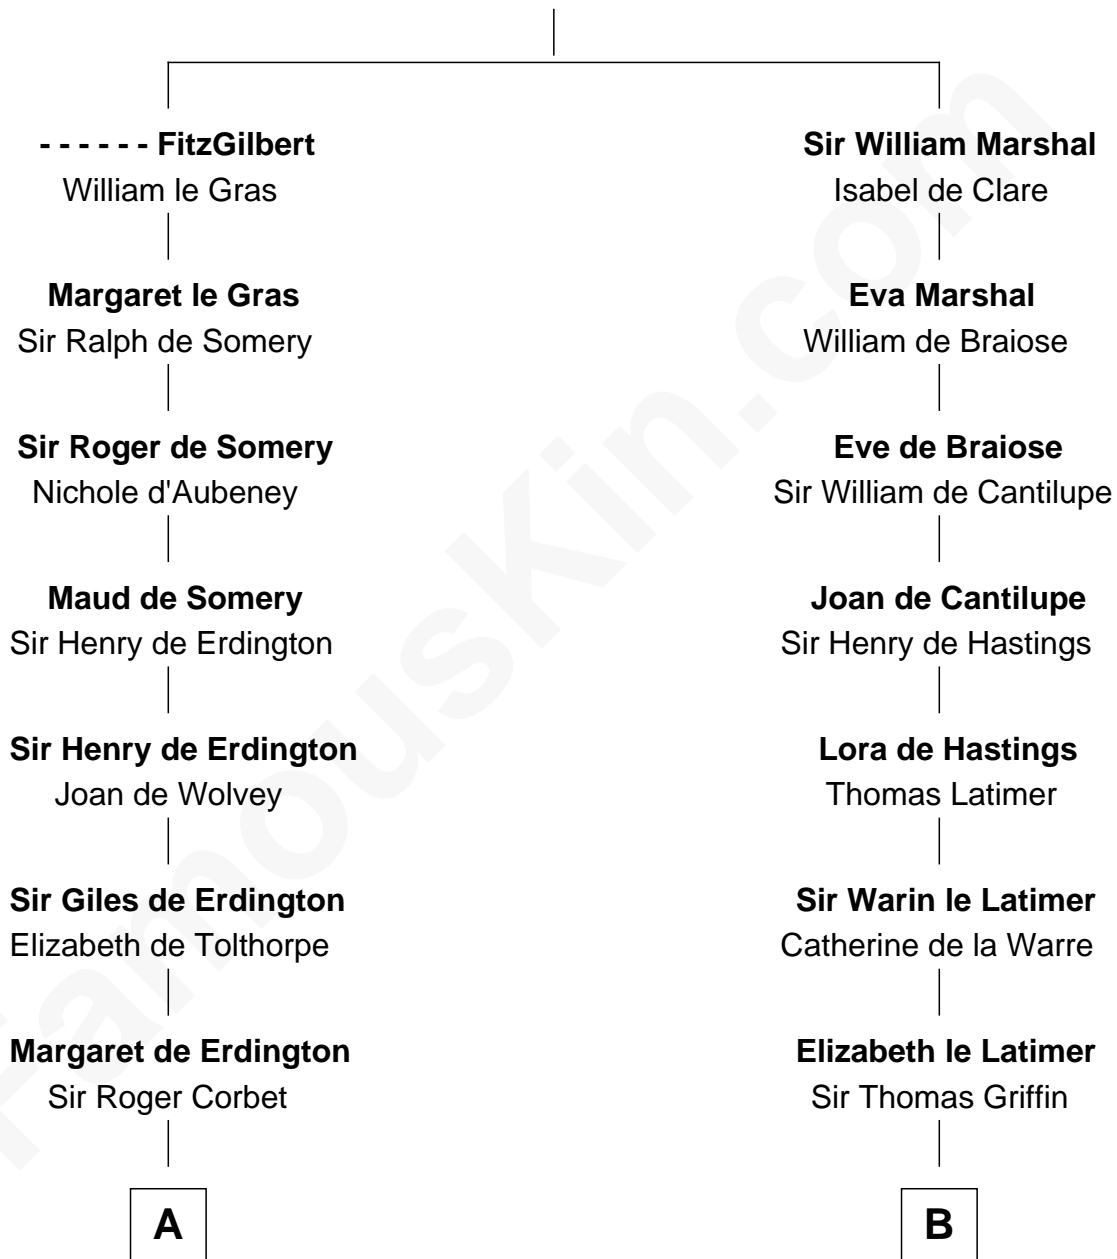 - - - - - - FitzGilbert
William le Gras
Margaret le Gras
Sir Ralph de Somery
Sir Roger de Somery
Nichole d'Aubeney
Maud de Somery
Sir Henry de Erdington
Sir Henry de Erdington
Joan de Wolvey
Sir Giles de Erdington
Elizabeth de Tolthorpe
Margaret de Erdington
Sir Roger Corbet
A
Sir William Marshal
Isabel de Clare
Eva Marshal
William de Braiose
Eve de Braiose
Sir William de Cantilupe
Joan de Cantilupe
Sir Henry de Hastings
Lora de Hastings
Thomas Latimer
Sir Warin le Latimer
Catherine de la Warre
Elizabeth le Latimer
Sir Thomas Griffin
B
FamousKin.com